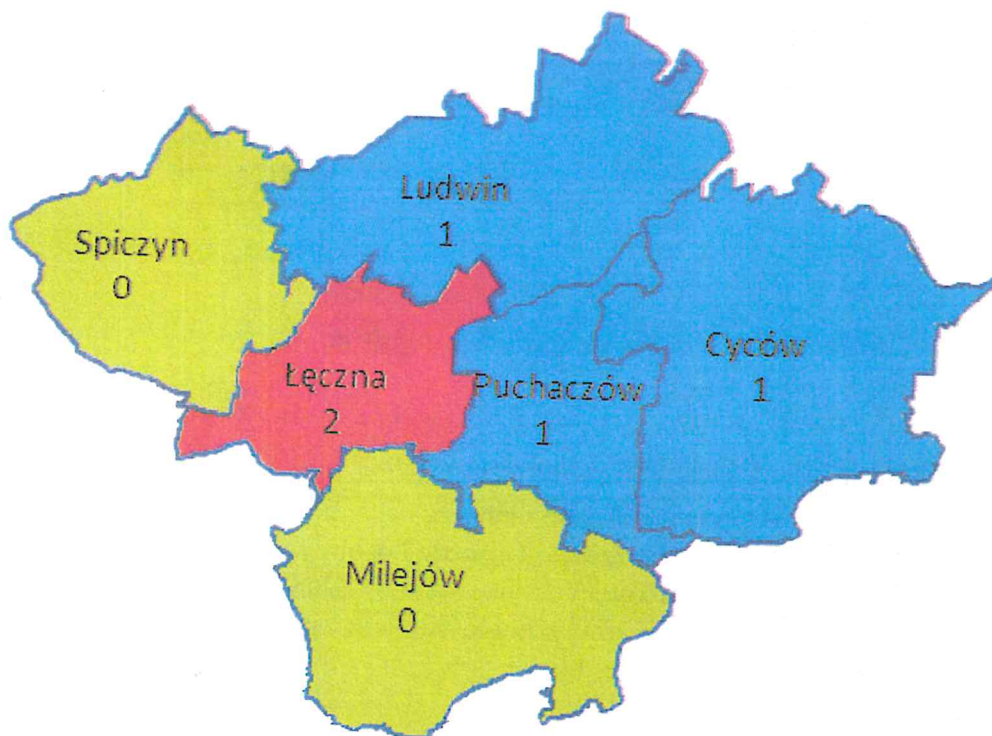 Ludwin
1
Spiczyn
0
Cyców
1
Łęczna
2
Puchaczów
1
Milejów
0